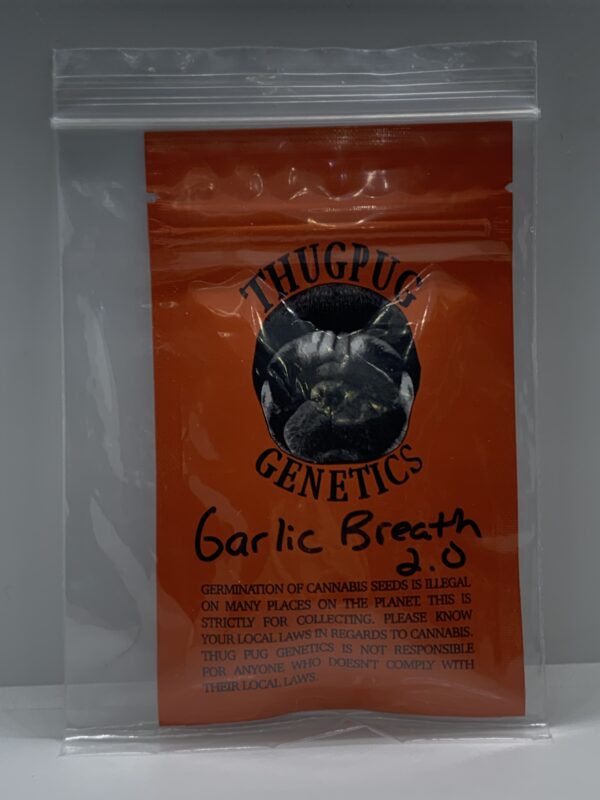 THUGPUG
GENETICS
Garlic Breath
2.0
GERMINATION OF CANNABIS SEEDS IS ILLEGAL
ON MANY PLACES ON THE PLANET. THIS IS
STRICTLY FOR COLLECTING. PLEASE KNOW
YOUR LOCAL LAWS IN REGARDS TO CANNABIS.
THUG PUG GENETICS IS NOT RESPONSIBLE
FOR ANYONE WHO DOESN'T COMPLY WITH
THEIR LOCAL LAWS.